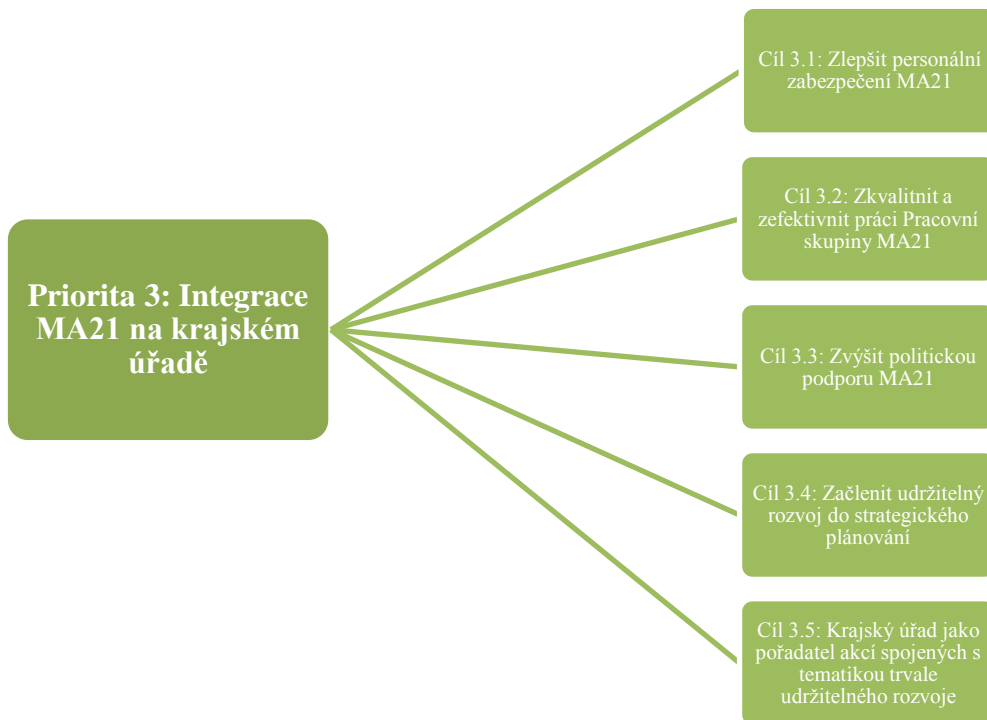 Priorita 3: Integrace
MA21 na krajském
úřadě
Cíl 3.1: Zlepšit personální
zabezpečení MA21
Cíl 3.2: Zkvalitnit a
zefektivnit práci Pracovní
skupiny MA21
Cíl 3.3: Zvýšit politickou
podporu MA21
Cíl 3.4: Začlenit udržitelný
rozvoj do strategického
plánování
Cíl 3.5: Krajský úřad jako
pořadatel akcí spojených s
tematikou trvale
udržitelného rozvoje